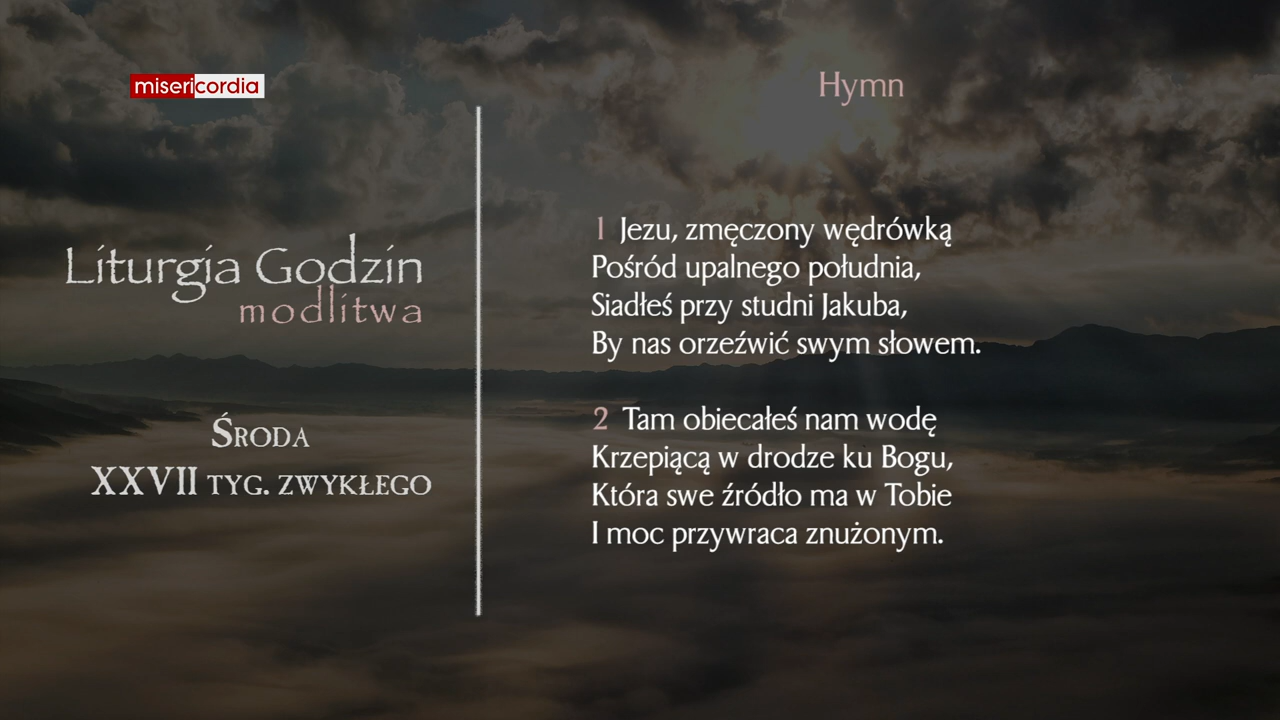 misericordia
Liturgia Godzin
modlitwa
Środa
XXVII tyg. zwykłego
Hymn
1 Jezu, zmęczony wędrówką
Pośród upalnego południa,
Siadłeś przy studni Jakuba,
By nas orzeźwić swym słowem.
2 Tam obiecałeś nam wodę
Krzepiącą w drodze ku Bogu,
Która swe źródło ma w Tobie
I moc przywraca znużonym.